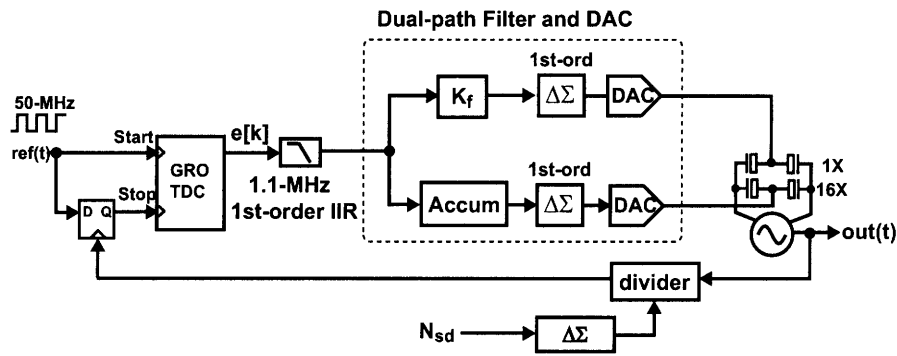 Dual-path Filter and DAC
50-MHz
ref(t)
Start
Stop
D Q
GRO
TDC
e[k]
1.1-MHz
1st-order IIR
K_f
1st-ord
ΔΣ
DAC
Accum
1st-ord
ΔΣ
DAC
1X
16X
out(t)
divider
N_sd
ΔΣ